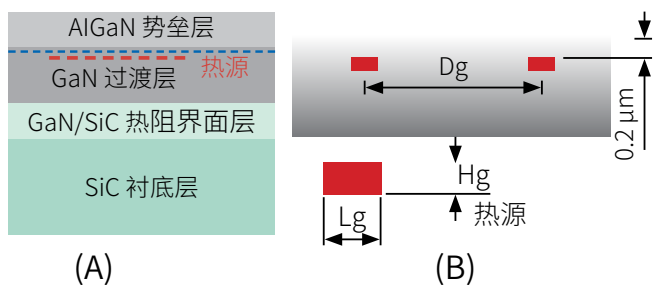 AlGaN 势垒层
热源
GaN 过渡层
GaN/SiC 热阻界面层
SiC 衬底层
(A)
Dg
0.2 μm
Hg
热源
Lg
(B)